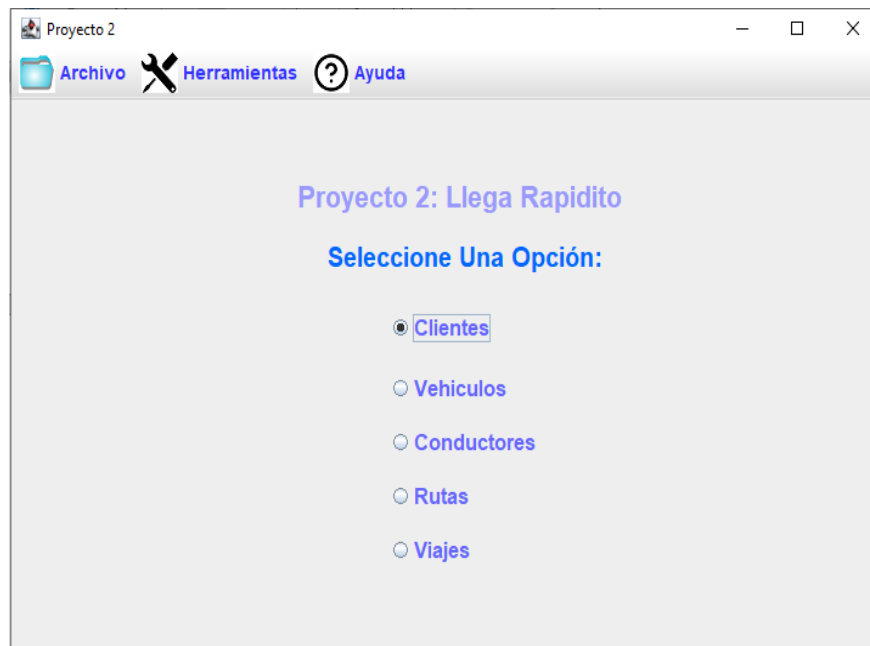 Proyecto 2
Archivo Herramientas Ayuda
Proyecto 2: Llega Rapidito
Seleccione Una Opción:
Clientes
Vehiculos
Conductores
Rutas
Viajes